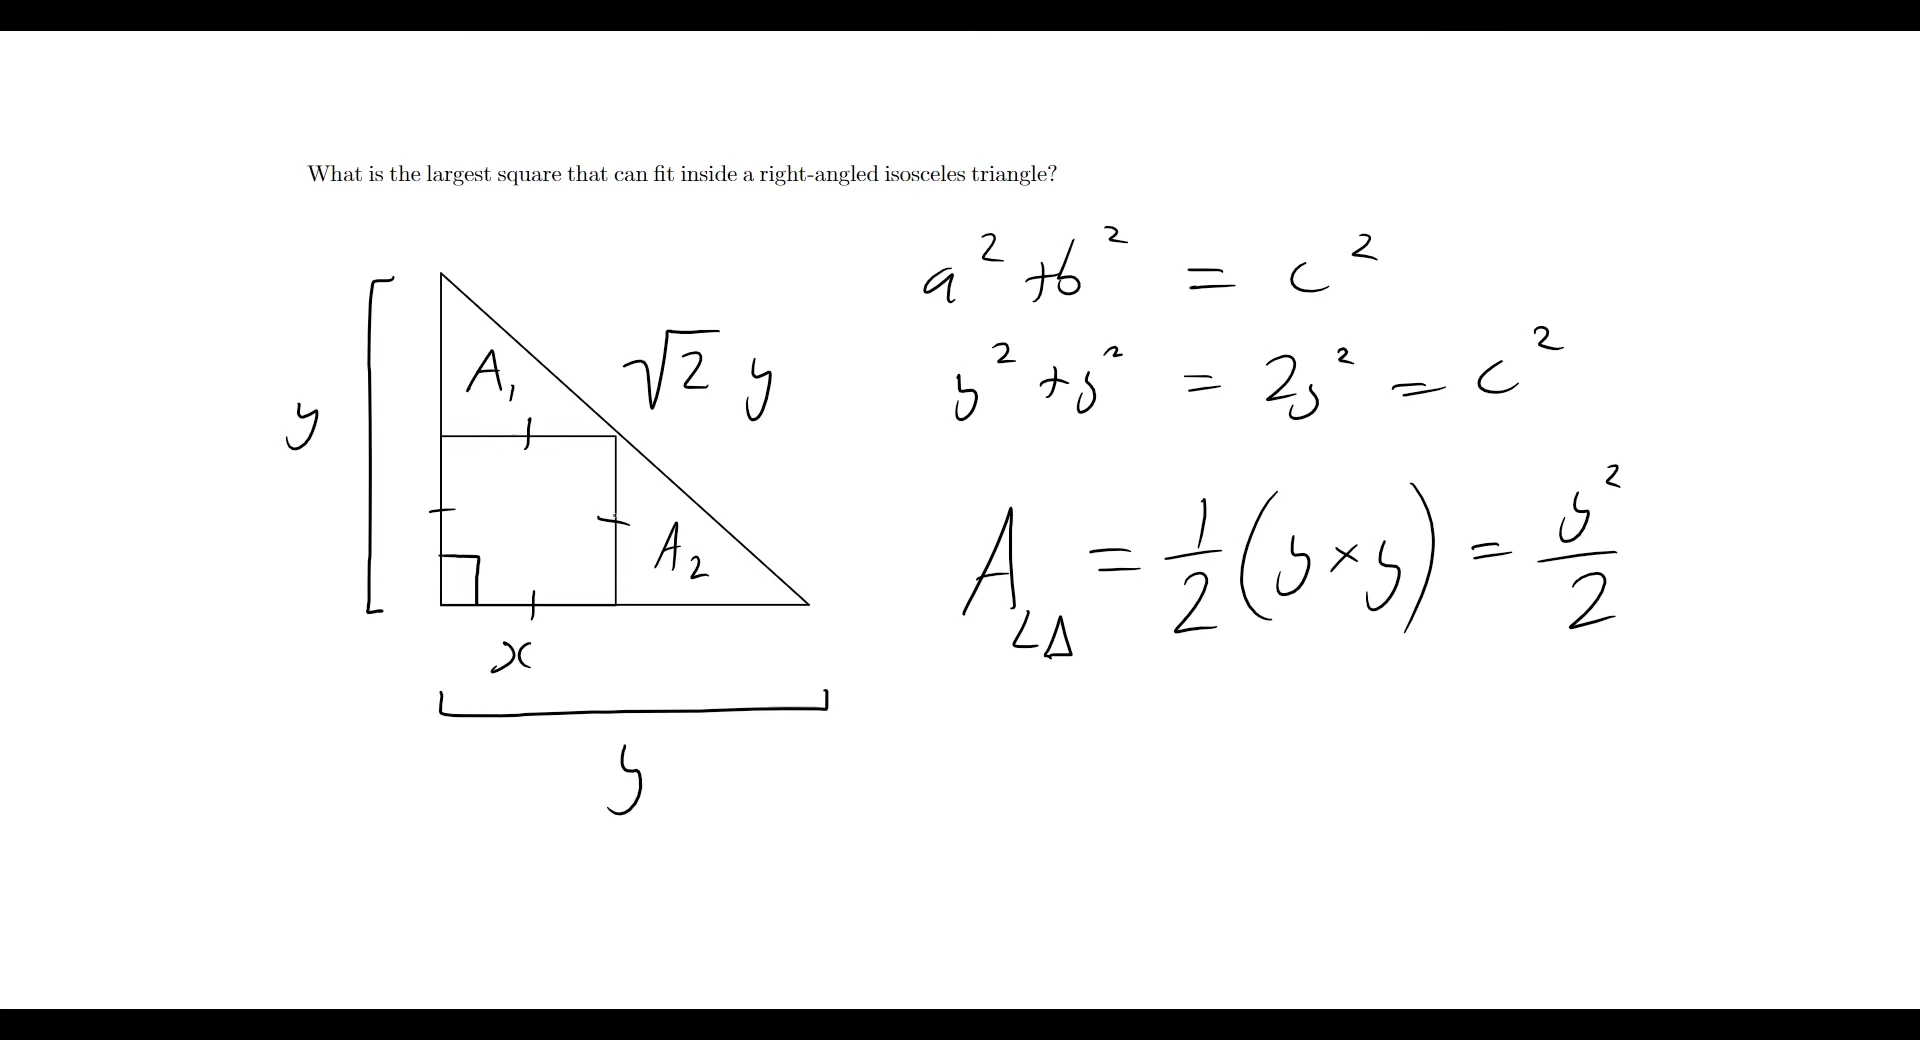 What is the largest square that can fit inside a right-angled isosceles triangle?
a² + b² = c²
y² + y² = 2y² = c²
A∠Δ = 1/2 (y × y) = y²/2
A₁
√2 y
y
A₂
x
y